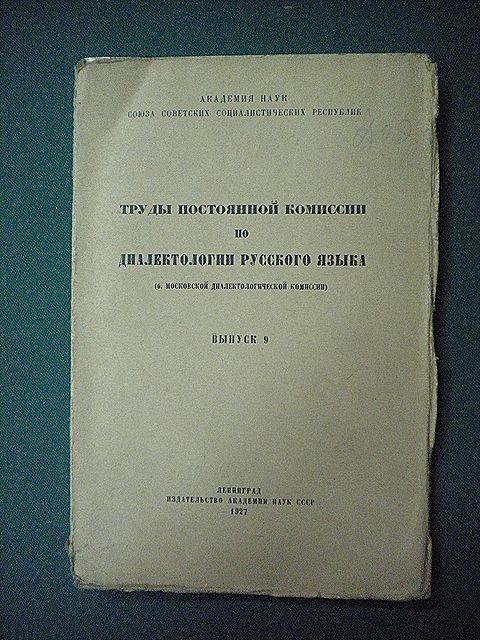 АКАДЕМИЯ НАУК
СОЮЗА СОВЕТСКИХ СОЦИАЛИСТИЧЕСКИХ РЕСПУБЛИК
ТРУДЫ ПОСТОЯННОЙ КОМИССИИ
ПО
ДИАЛЕКТОЛОГИИ РУССКОГО ЯЗЫКА
(б. МОСКОВСКОЙ ДИАЛЕКТОЛОГИЧЕСКОЙ КОМИССИИ)
ВЫПУСК 9
ЛЕНИНГРАД
ИЗДАТЕЛЬСТВО АКАДЕМИИ НАУК СССР
1927